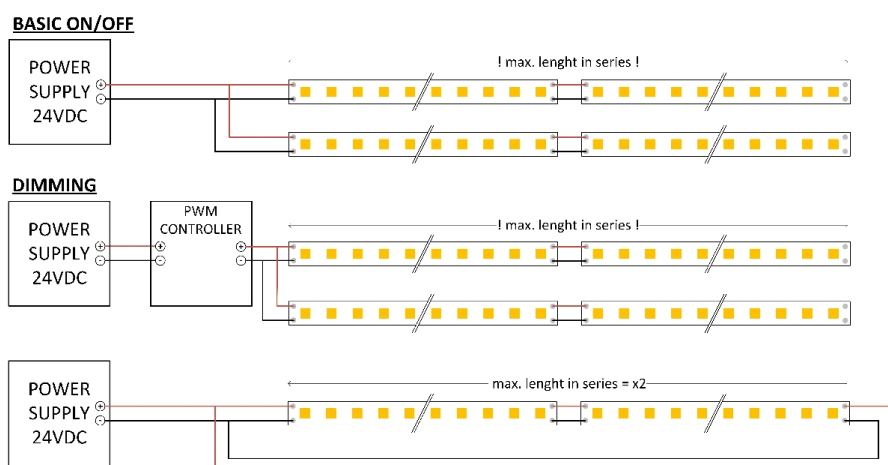 BASIC ON/OFF
POWER
SUPPLY
24VDC
+
-
! max. lenght in series !
DIMMING
POWER
SUPPLY
24VDC
+
-
PWM
CONTROLLER
+
-
+
-
! max. lenght in series !
POWER
SUPPLY
24VDC
+
-
max. lenght in series = x2